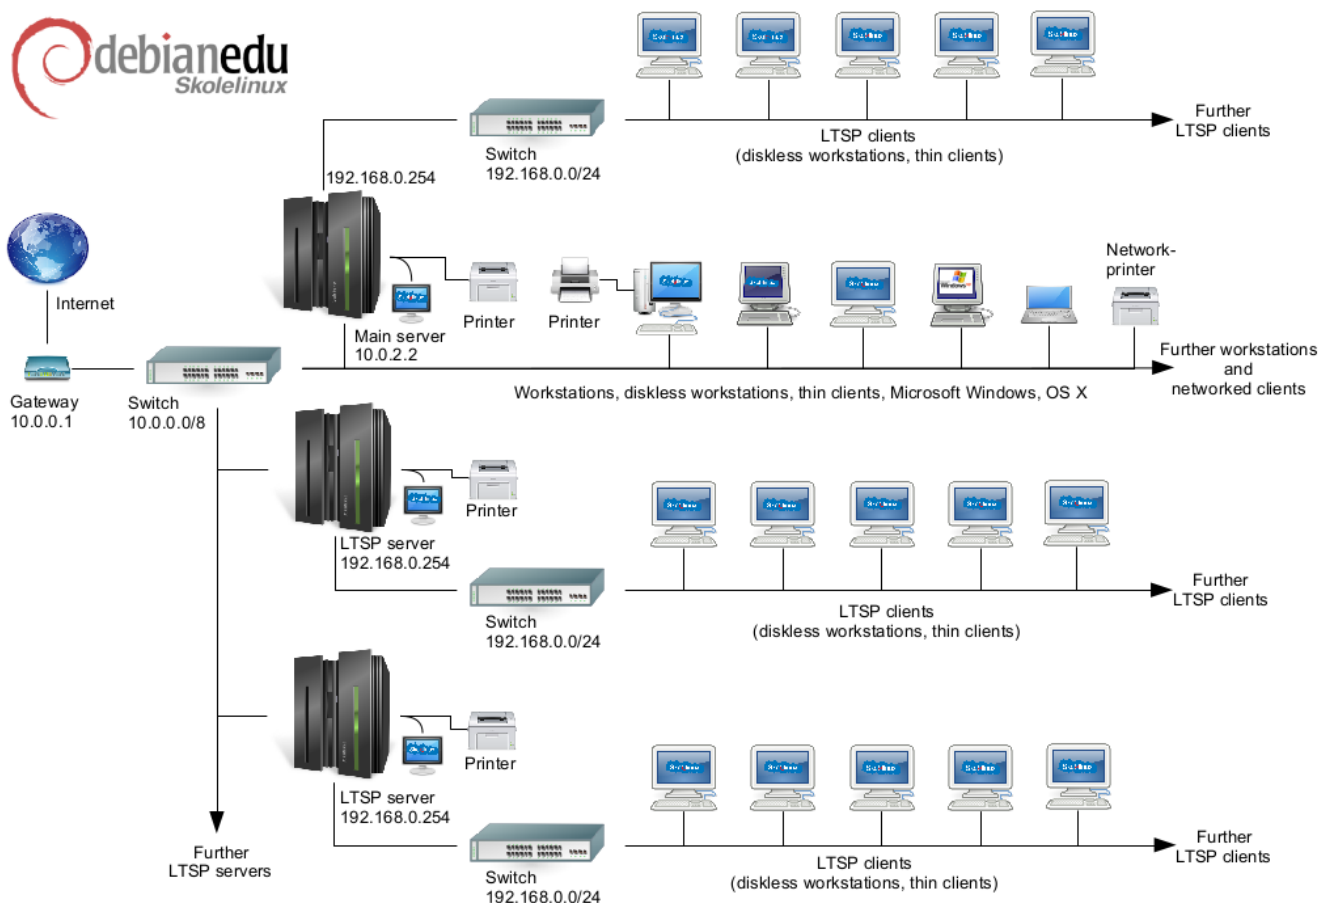 debianedu
Skolelinux
Further
LTSP clients
LTSP clients
(diskless workstations, thin clients)
Switch
192.168.0.0/24
192.168.0.254
Internet
Printer
Printer
Network-
printer
Main server
10.0.2.2
Gateway
10.0.0.1
Switch
10.0.0.0/8
Further workstations
and
networked clients
Workstations, diskless workstations, thin clients, Microsoft Windows, OS X
Printer
LTSP server
192.168.0.254
Switch
192.168.0.0/24
Further
LTSP clients
LTSP clients
(diskless workstations, thin clients)
Printer
LTSP server
192.168.0.254
Further
LTSP servers
Switch
192.168.0.0/24
Further
LTSP clients
LTSP clients
(diskless workstations, thin clients)